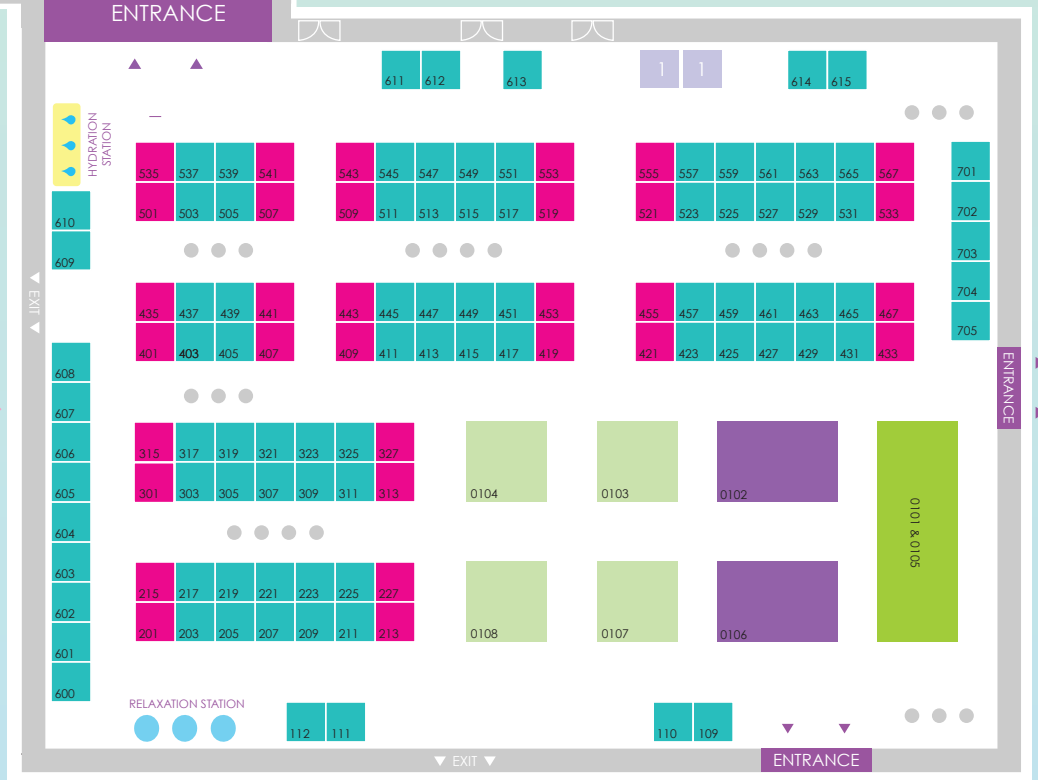 ENTRANCE
611 612 613 1 1 614 615
HYDRATION
STATION
535 537 539 541 543 545 547 549 551 553 555 557 559 561 563 565 567 701
501 503 505 507 509 511 513 515 517 519 521 523 525 527 529 531 533 702
610
609 703
EXIT
704
435 437 439 441 443 445 447 449 451 453 455 457 459 461 463 465 467 705
401 403 405 407 409 411 413 415 417 419 421 423 425 427 429 431 433
ENTRANCE
608
607
606 315 317 319 321 323 325 327
605 301 303 305 307 309 311 313 0104 0103 0102
0101 & 0105
604
603 215 217 219 221 223 225 227
602 201 203 205 207 209 211 213 0108 0107 0106
601
600
RELAXATION STATION
112 111 110 109
EXIT
ENTRANCE